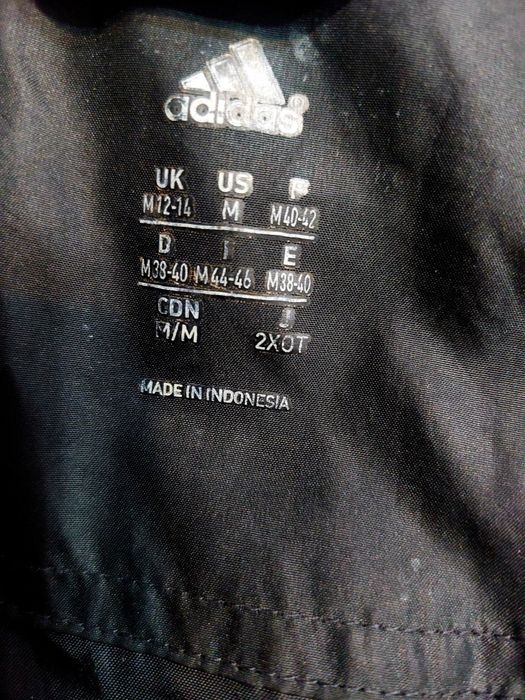 adidas®
UK US F
M12-14 M M40-42
D I E
M38-40 M44-46 M38-40
CDN J
M/M 2XOT
MADE IN INDONESIA